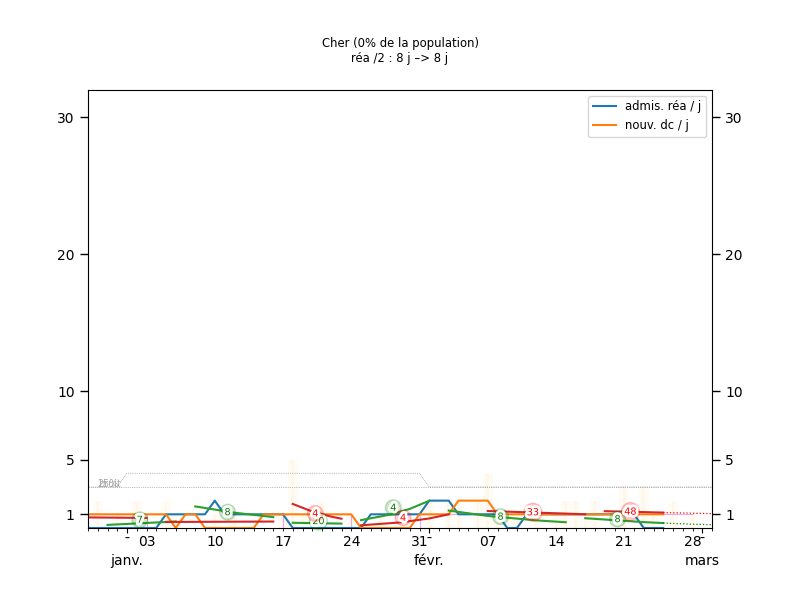 Cher (0% de la population)
réa /2 : 8 j –> 8 j
admis. réa / j
nouv. dc / j
30 30
20 20
10 10
5 5
1 1
7 8 4 20 4 4 8 33 8 48
03 10 17 24 31 07 14 21 28
janv. févr. mars